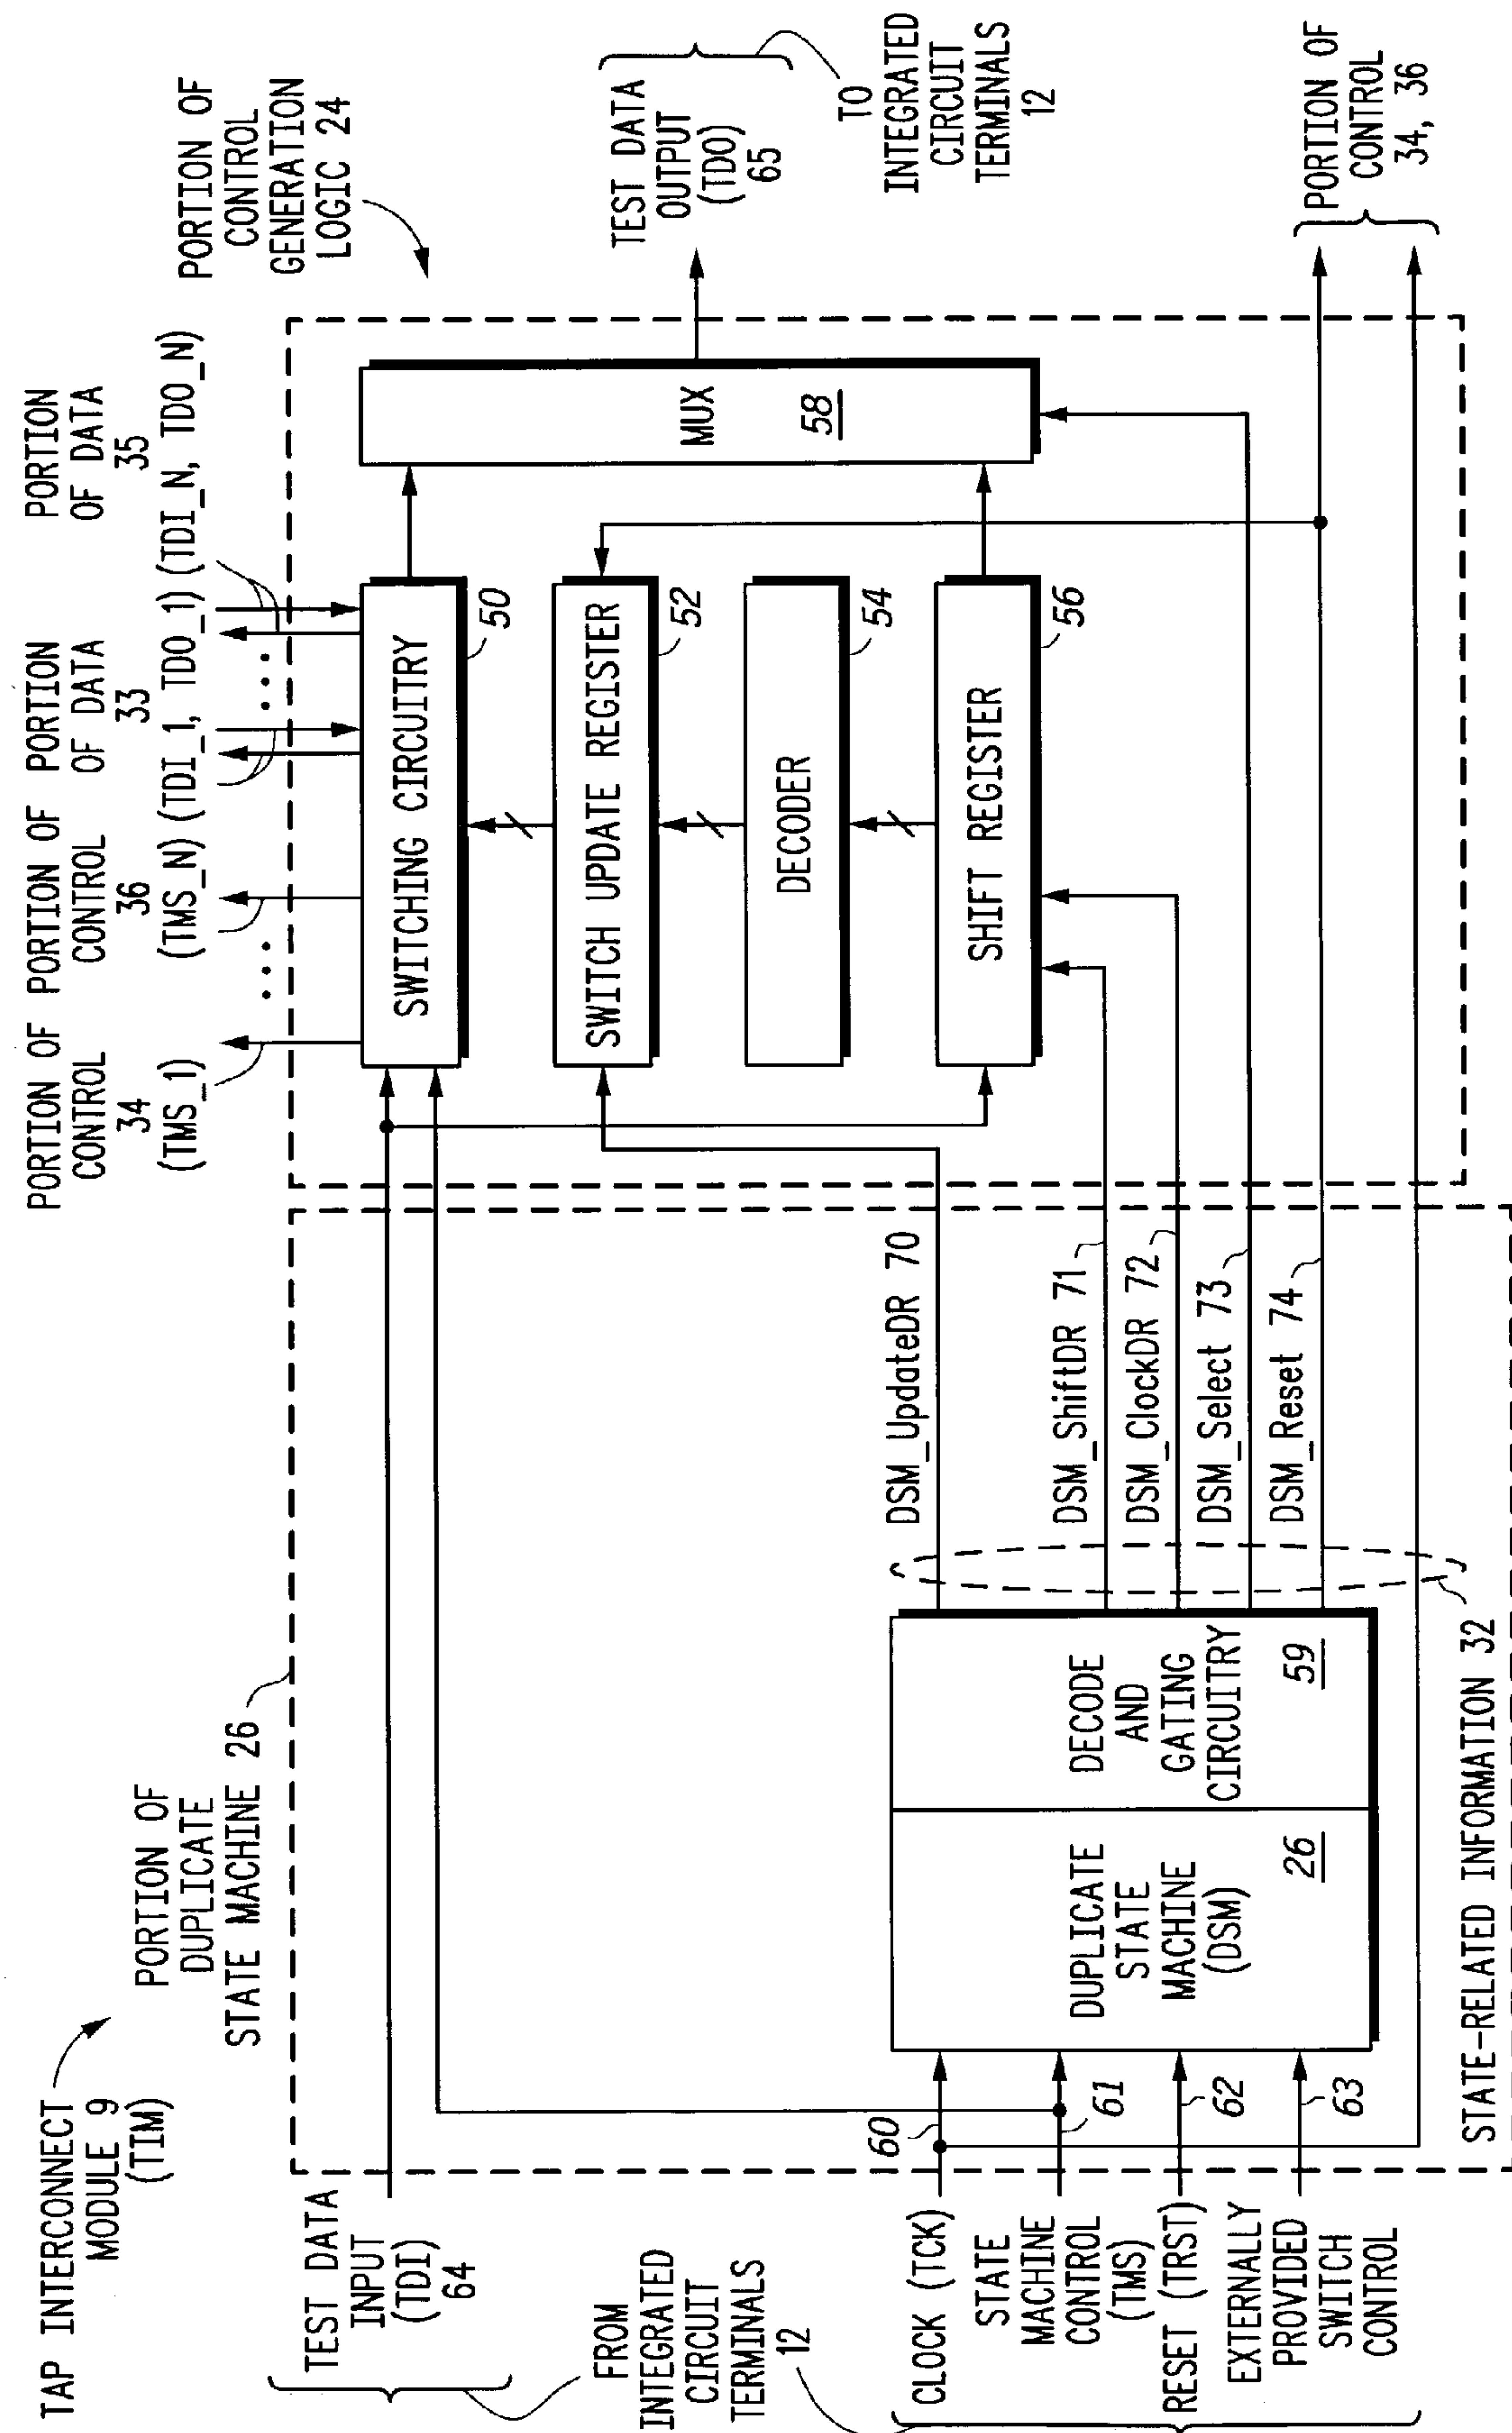 TAP INTERCONNECT
MODULE 9
(TIM)
PORTION OF
DUPLICATE
STATE MACHINE 26
PORTION OF
CONTROL
34
(TMS_1)
PORTION OF
CONTROL
36
(TMS_N)
PORTION
OF DATA
33
(TDI_1, TDO_1)
PORTION
OF DATA
35
(TDI_N, TDO_N)
PORTION OF
CONTROL
GENERATION
LOGIC 24
TEST DATA
INPUT
(TDI)
64
FROM
INTEGRATED
CIRCUIT
TERMINALS
12
CLOCK (TCK)
STATE
MACHINE
CONTROL
(TMS)
RESET (TRST)
EXTERNALLY
PROVIDED
SWITCH
CONTROL
60
61
62
63
DUPLICATE
STATE
MACHINE
(DSM)
26
DECODE
AND
GATING
CIRCUITRY
59
STATE-RELATED INFORMATION 32
DSM_UpdateDR 70
DSM_ShiftDR 71
DSM_ClockDR 72
DSM_Select 73
DSM_Reset 74
SWITCHING CIRCUITRY
50
SWITCH UPDATE REGISTER
52
DECODER
54
SHIFT REGISTER
56
MUX
58
TEST DATA
OUTPUT
(TDO)
65
TO
INTEGRATED
CIRCUIT
TERMINALS
12
PORTION OF
CONTROL
34, 36